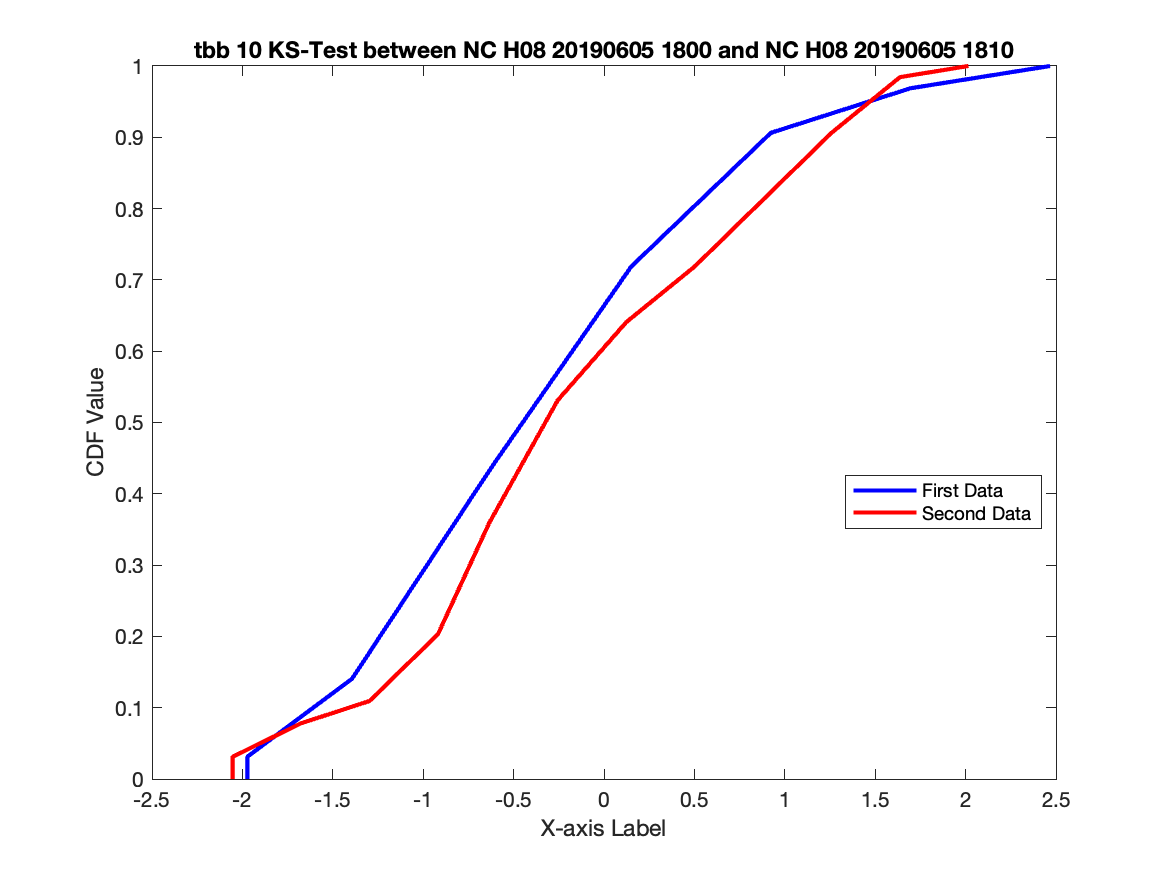 tbb 10 KS-Test between NC H08 20190605 1800 and NC H08 20190605 1810
1
0.9
0.8
0.7
0.6
0.5
0.4
0.3
0.2
0.1
0
CDF Value
First Data
Second Data
-2.5 -2 -1.5 -1 -0.5 0 0.5 1 1.5 2 2.5
X-axis Label